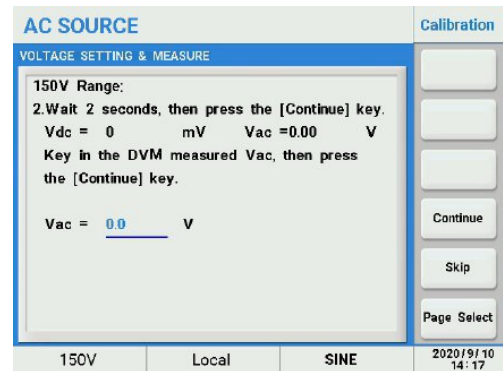 AC SOURCE
Calibration
VOLTAGE SETTING & MEASURE
150V Range:
2.Wait 2 seconds, then press the [Continue] key.
Vdc = 0 mV Vac =0.00 V
Key in the DVM measured Vac, then press
the [Continue] key.
Vac = 0.0 V
Continue
Skip
Page Select
150V Local SINE 2020/9/10
14:17